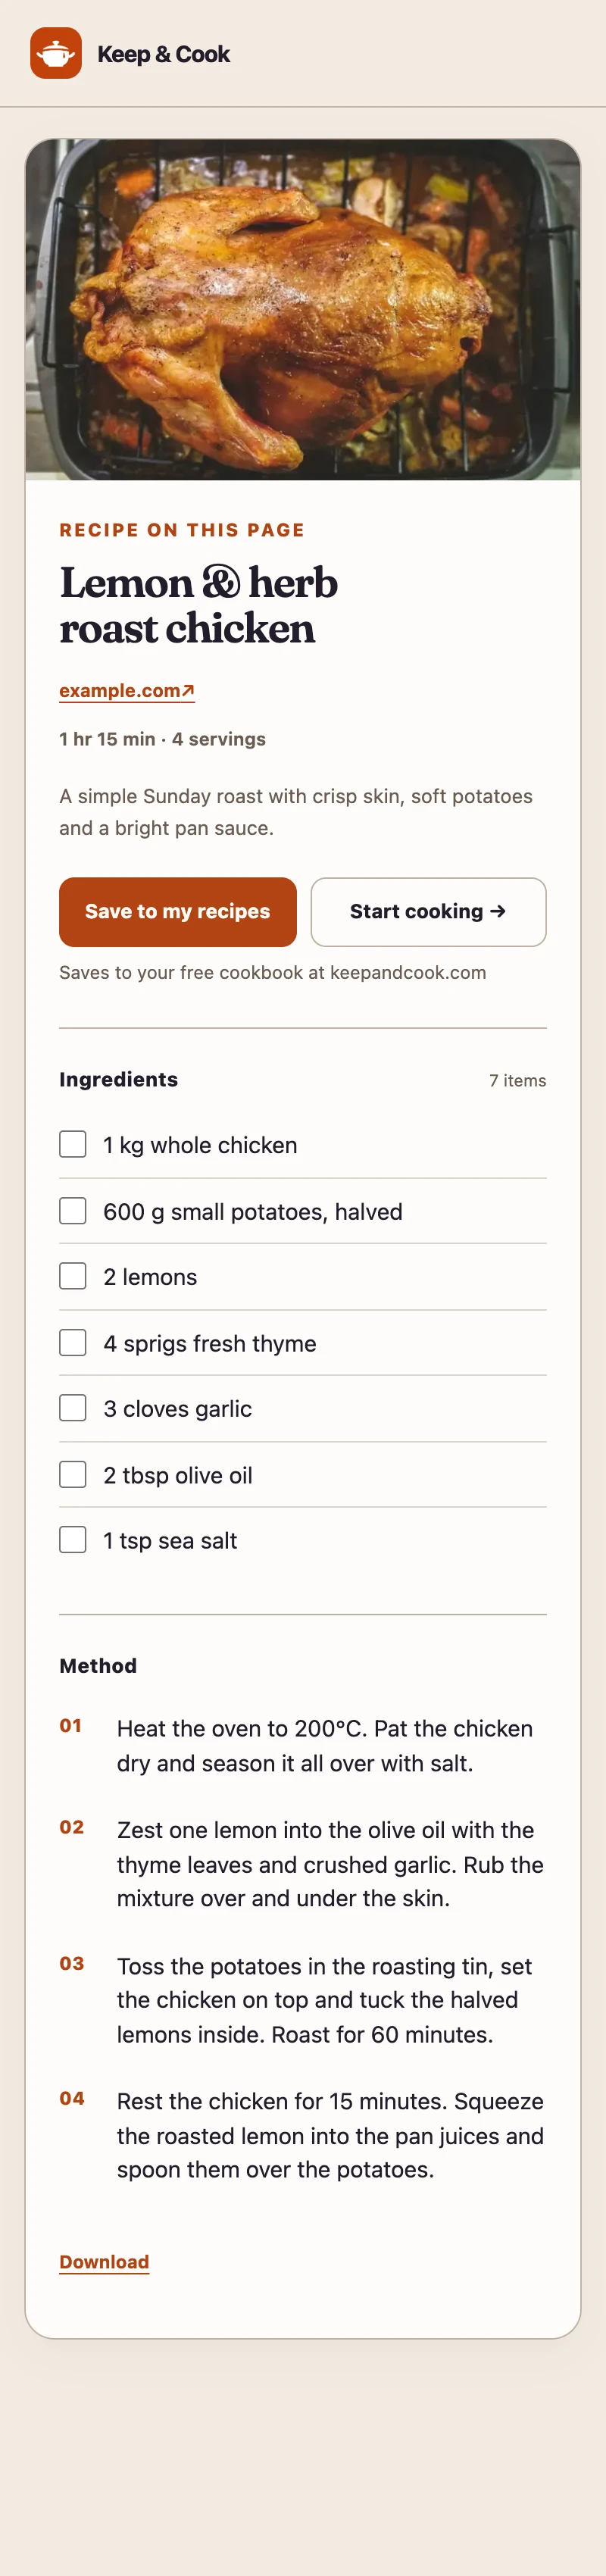 Keep & Cook
RECIPE ON THIS PAGE
Lemon & herb
roast chicken
example.com↗
1 hr 15 min · 4 servings
A simple Sunday roast with crisp skin, soft potatoes
and a bright pan sauce.
Save to my recipes
Start cooking →
Saves to your free cookbook at keepandcook.com
Ingredients
7 items
1 kg whole chicken
600 g small potatoes, halved
2 lemons
4 sprigs fresh thyme
3 cloves garlic
2 tbsp olive oil
1 tsp sea salt
Method
01
Heat the oven to 200°C. Pat the chicken
dry and season it all over with salt.
02
Zest one lemon into the olive oil with the
thyme leaves and crushed garlic. Rub the
mixture over and under the skin.
03
Toss the potatoes in the roasting tin, set
the chicken on top and tuck the halved
lemons inside. Roast for 60 minutes.
04
Rest the chicken for 15 minutes. Squeeze
the roasted lemon into the pan juices and
spoon them over the potatoes.
Download